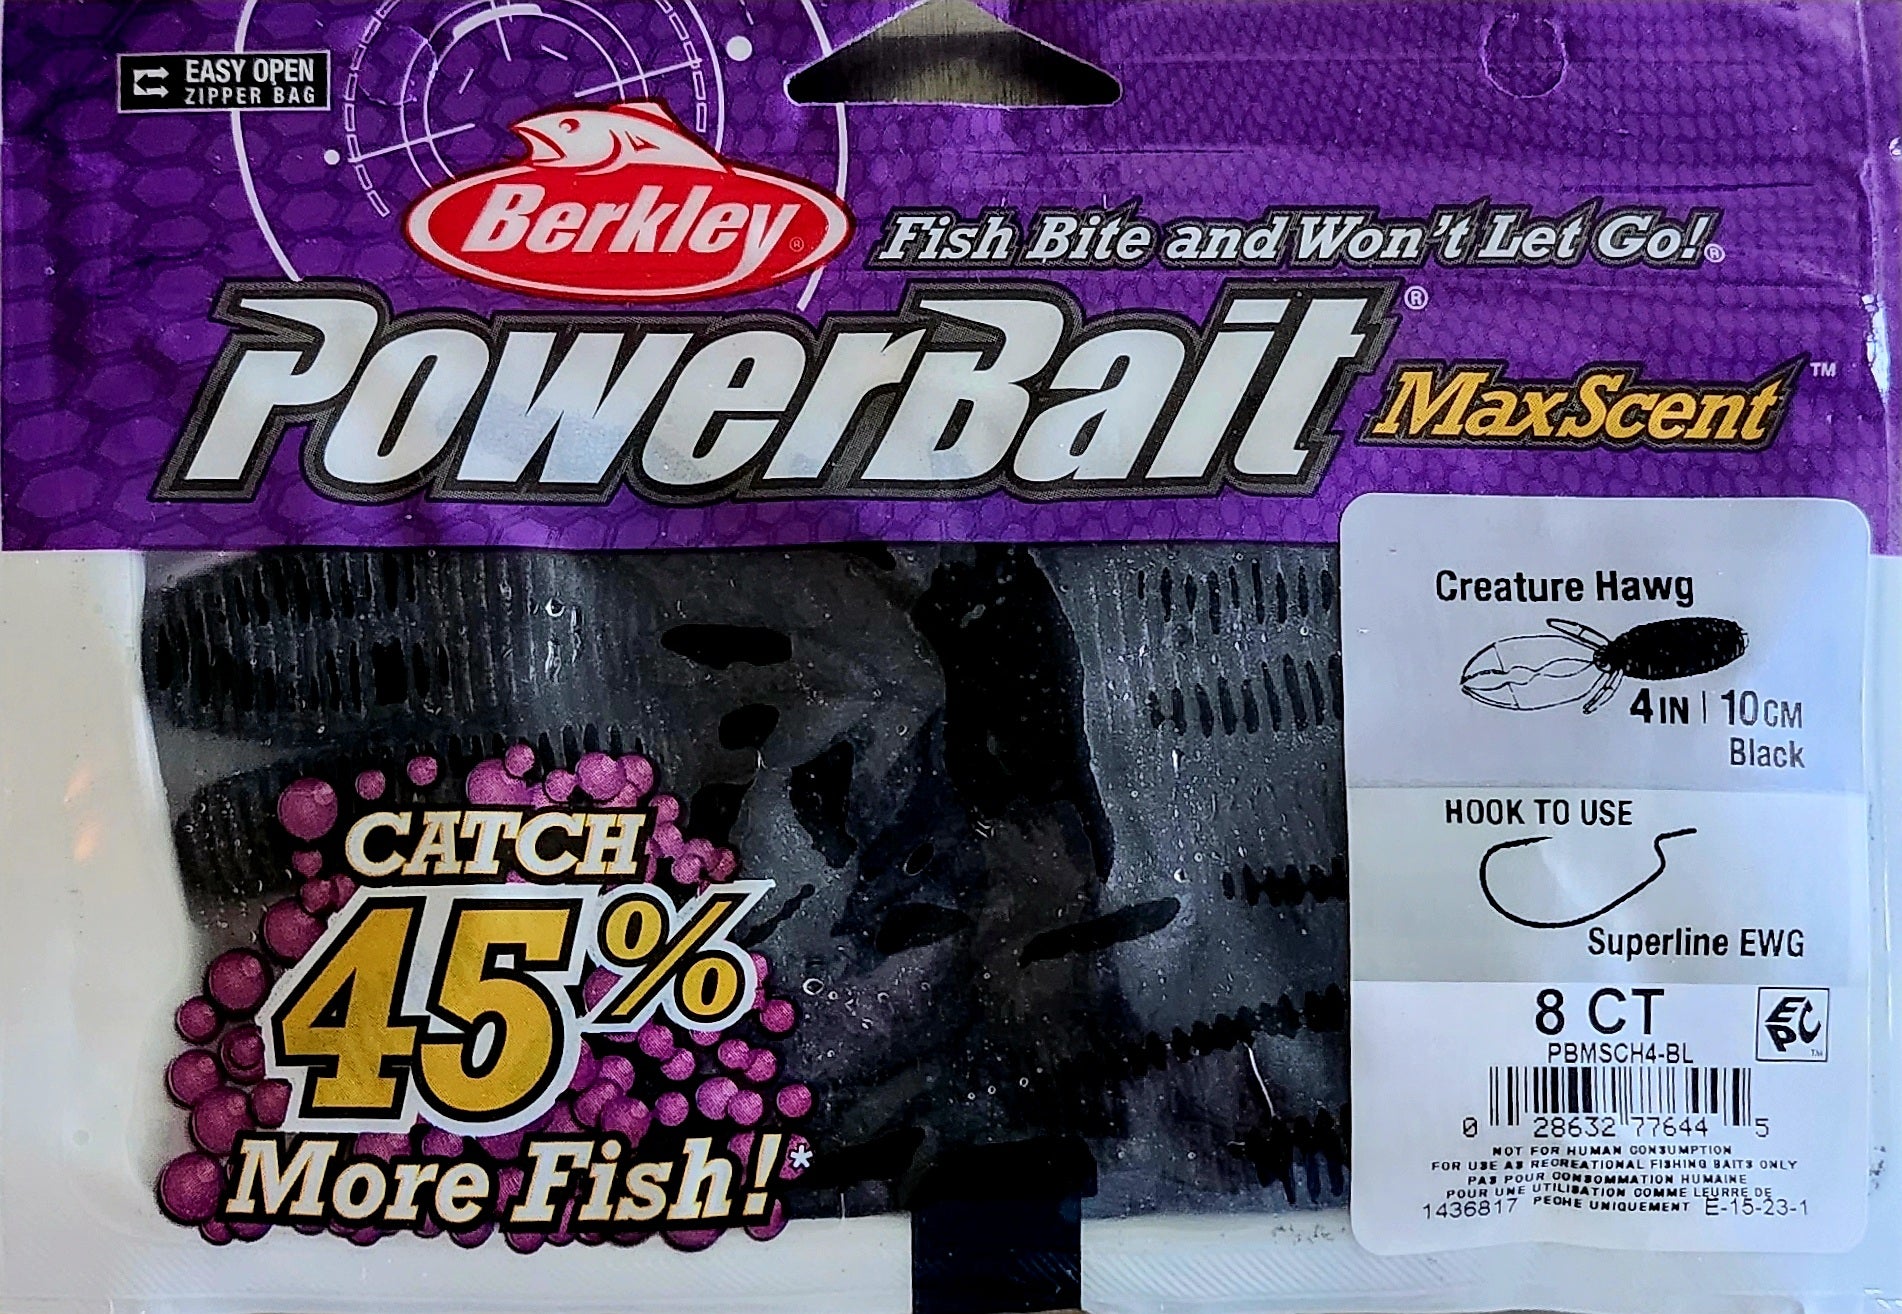 EASY OPEN
ZIPPER BAG
Berkley®
Fish Bite and Won't Let Go!®
PowerBait®
MaxScent™
Creature Hawg
4IN | 10CM
Black
HOOK TO USE
Superline EWG
CATCH
45%
More Fish!*
8 CT
EPC™
PBMSCH4-BL
0 28632 77644 5
NOT FOR HUMAN CONSUMPTION
FOR USE AS RECREATIONAL FISHING BAITS ONLY
PAS POUR CONSOMMATION HUMAINE
POUR UNE UTILISATION COMME LEURRE DE
1436817 PECHE UNIQUEMENT E-15-23-1